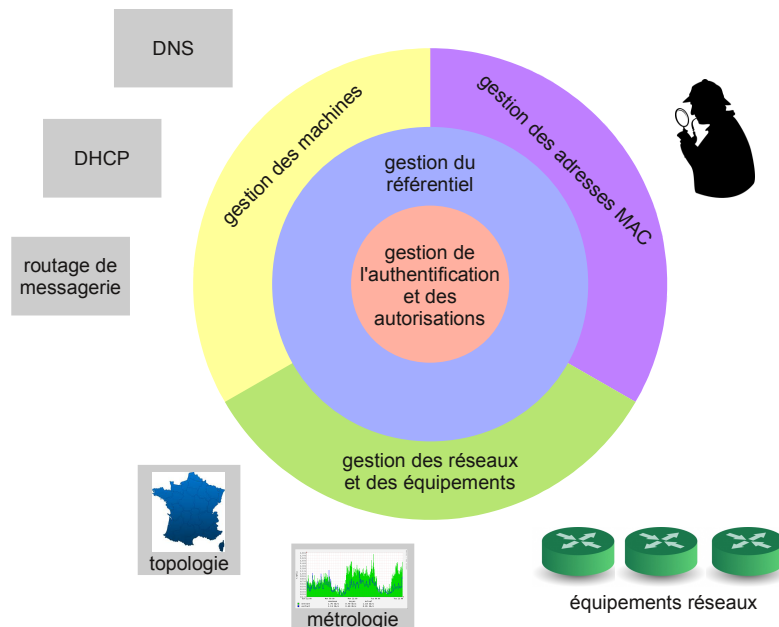 DNS
DHCP
routage de
messagerie
gestion des machines
gestion des adresses MAC
gestion du
référentiel
gestion de
l'authentification
et des
autorisations
gestion des réseaux
et des équipements
topologie
métrologie
équipements réseaux